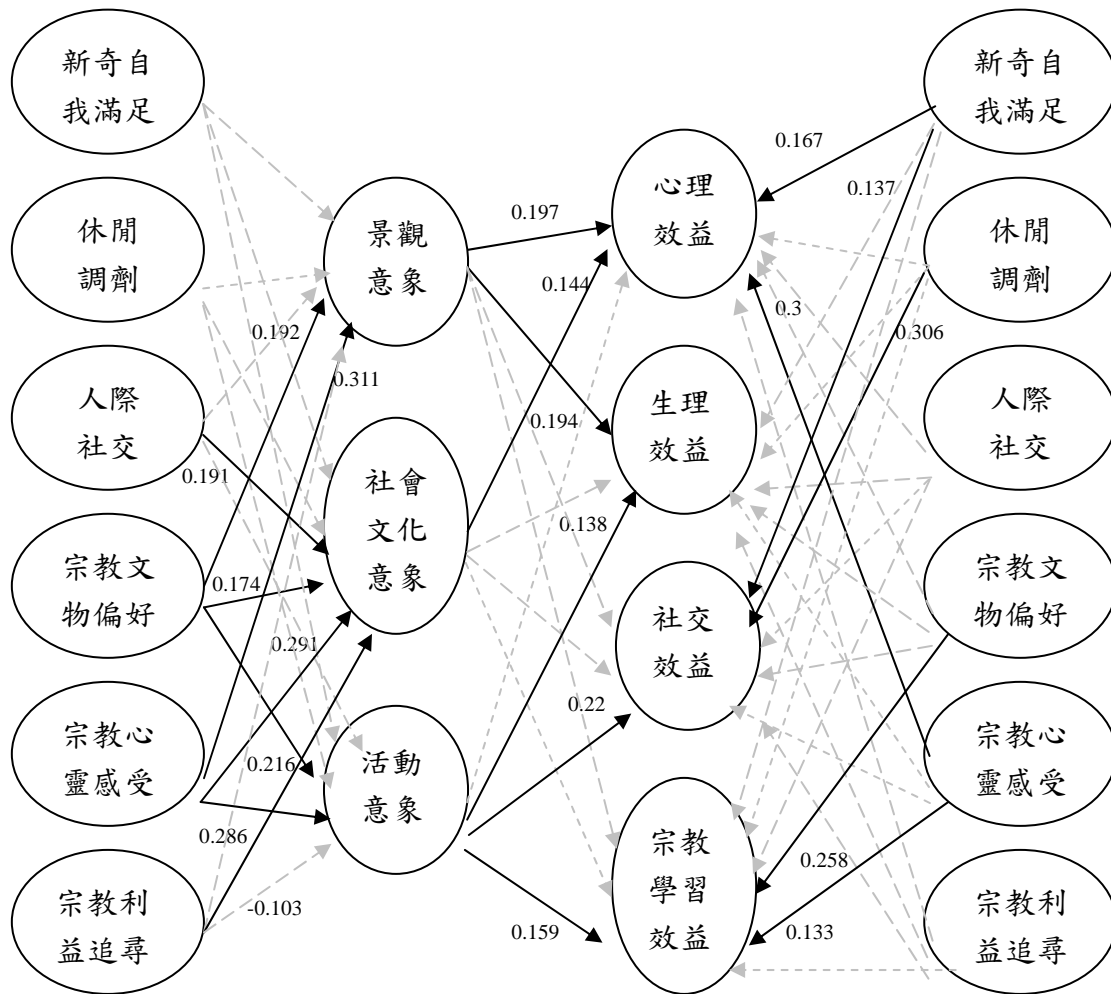 新奇自
我滿足
休閒
調劑
人際
社交
宗教文
物偏好
宗教心
靈感受
宗教利
益追尋
0.192
0.311
0.191
0.174
0.291
0.216
0.286
-0.103
景觀
意象
社會
文化
意象
活動
意象
0.197
0.144
0.194
0.138
0.22
0.159
心理
效益
生理
效益
社交
效益
宗教
學習
效益
0.167
0.137
0.3
0.306
0.258
0.133
新奇自
我滿足
休閒
調劑
人際
社交
宗教文
物偏好
宗教心
靈感受
宗教利
益追尋